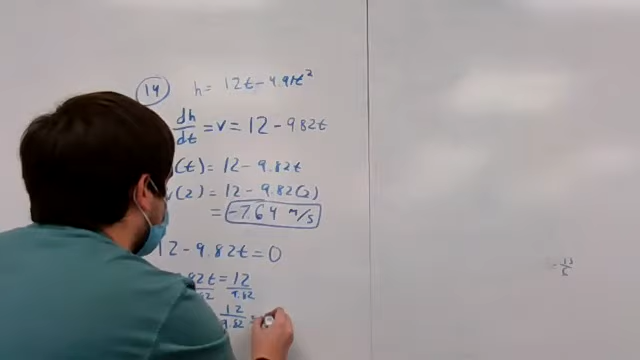 14 h = 12t - 4.91t²
dh/dt = v = 12 - 9.82t
(t) = 12 - 9.82t
v(2) = 12 - 9.82(2)
= -7.64 m/s
12 - 9.82t = 0
82t = 12
9.82
12/9.82 =